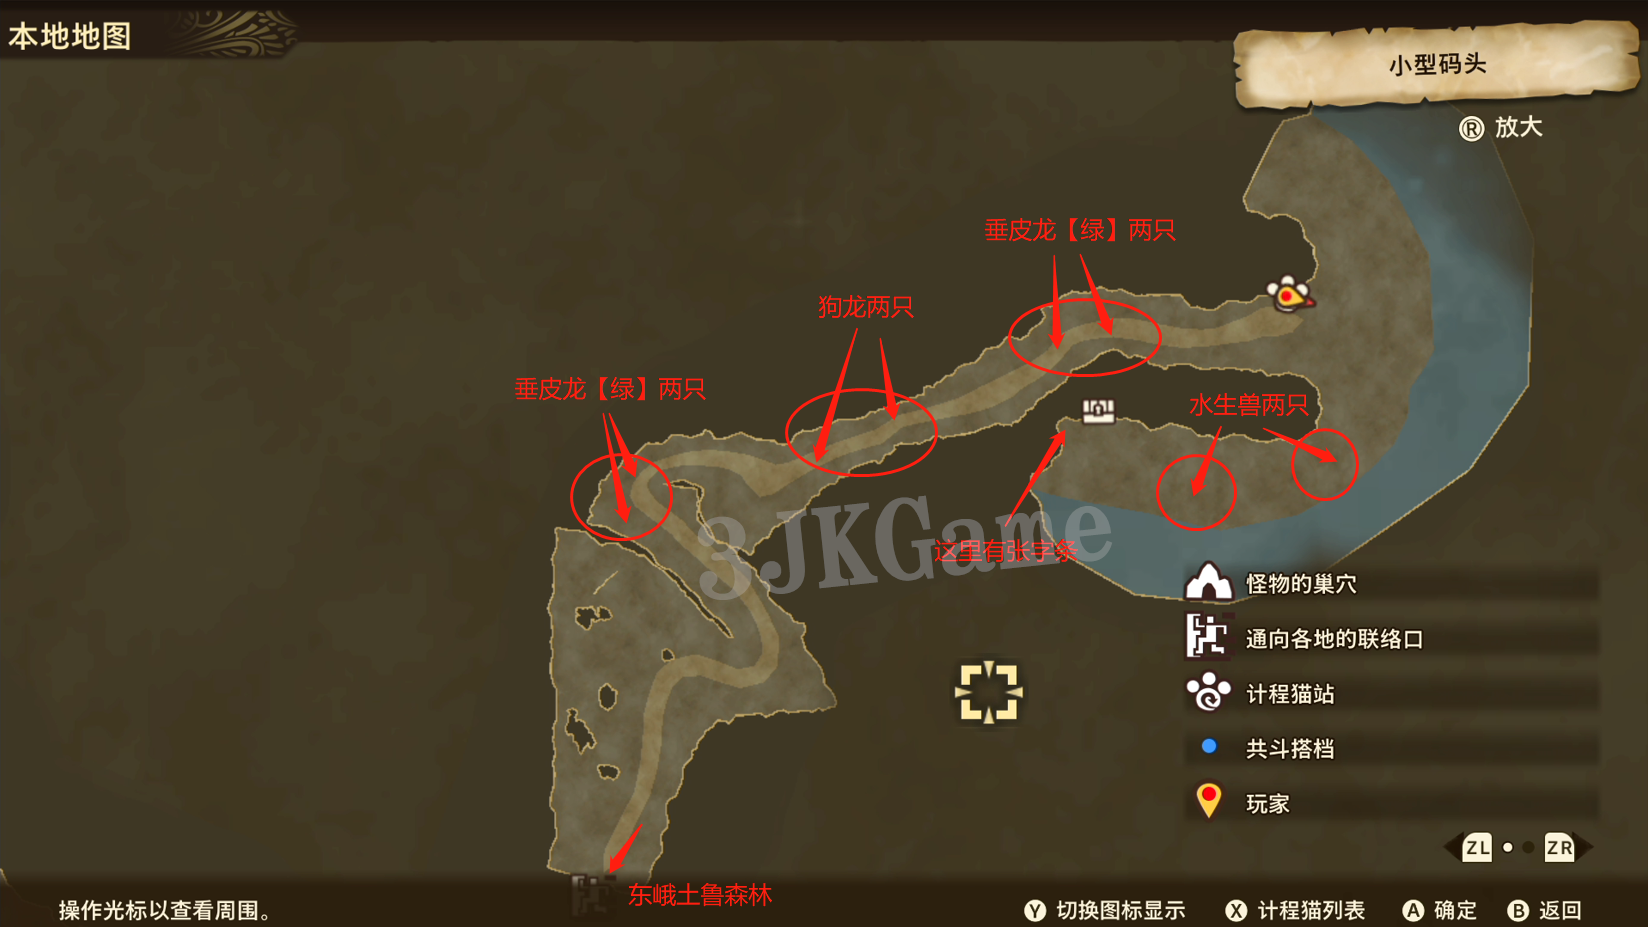 本地地图
小型码头
Ⓡ 放大
垂皮龙【绿】两只
狗龙两只
垂皮龙【绿】两只
水生兽两只
3JKGame
这里有张字条
怪物的巢穴
通向各地的联络口
计程猫站
共斗搭档
玩家
ZL ZR
东峨土鲁森林
操作光标以查看周围。
Y 切换图标显示 X 计程猫列表 A 确定 B 返回